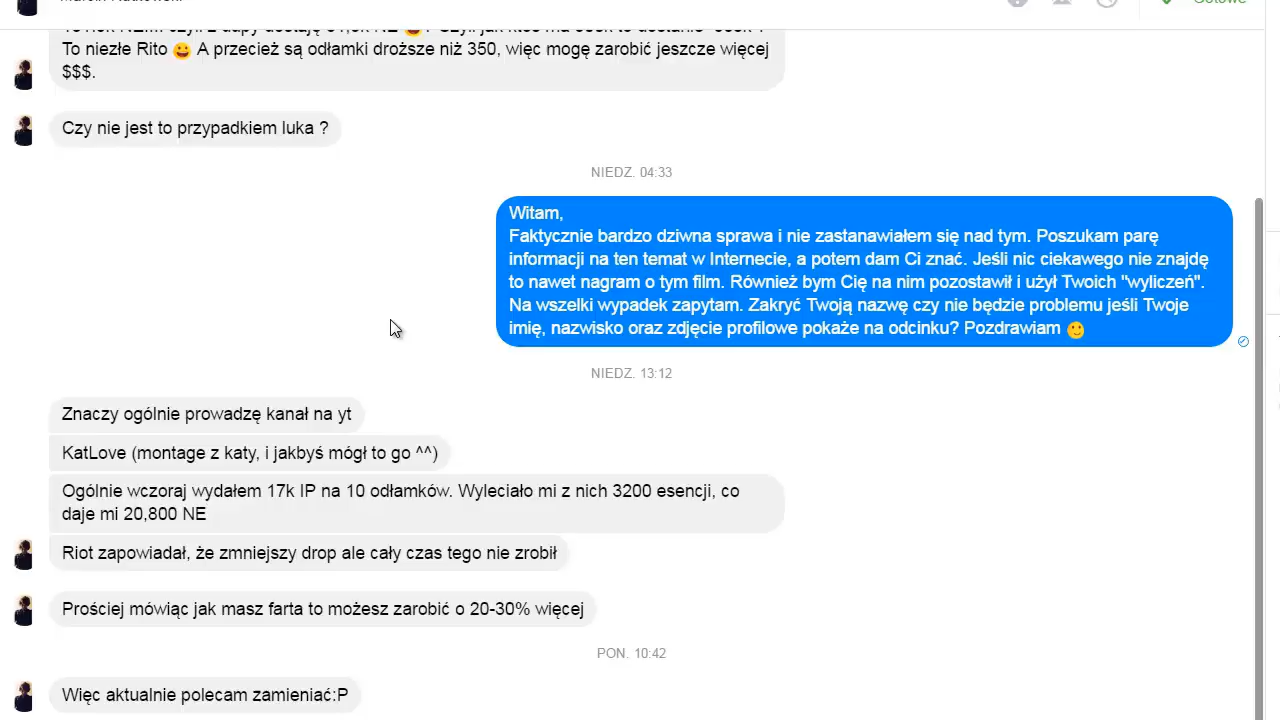 To niezłe Rito 😀 A przecież są odłamki droższe niż 350, więc mogę zarobić jeszcze więcej
$$$.
Czy nie jest to przypadkiem luka ?
NIEDZ. 04:33
Witam,
Faktycznie bardzo dziwna sprawa i nie zastanawiałem się nad tym. Poszukam parę
informacji na ten temat w Internecie, a potem dam Ci znać. Jeśli nic ciekawego nie znajdę
to nawet nagram o tym film. Również bym Cię na nim pozostawił i użył Twoich "wyliczeń".
Na wszelki wypadek zapytam. Zakryć Twoją nazwę czy nie będzie problemu jeśli Twoje
imię, nazwisko oraz zdjęcie profilowe pokaże na odcinku? Pozdrawiam 🙂
NIEDZ. 13:12
Znaczy ogólnie prowadzę kanał na yt
KatLove (montage z katy, i jakbyś mógł to go ^^)
Ogólnie wczoraj wydałem 17k IP na 10 odłamków. Wyleciało mi z nich 3200 esencji, co
daje mi 20,800 NE
Riot zapowiadał, że zmniejszy drop ale cały czas tego nie zrobił
Prościej mówiąc jak masz farta to możesz zarobić o 20-30% więcej
PON. 10:42
Więc aktualnie polecam zamieniać:P